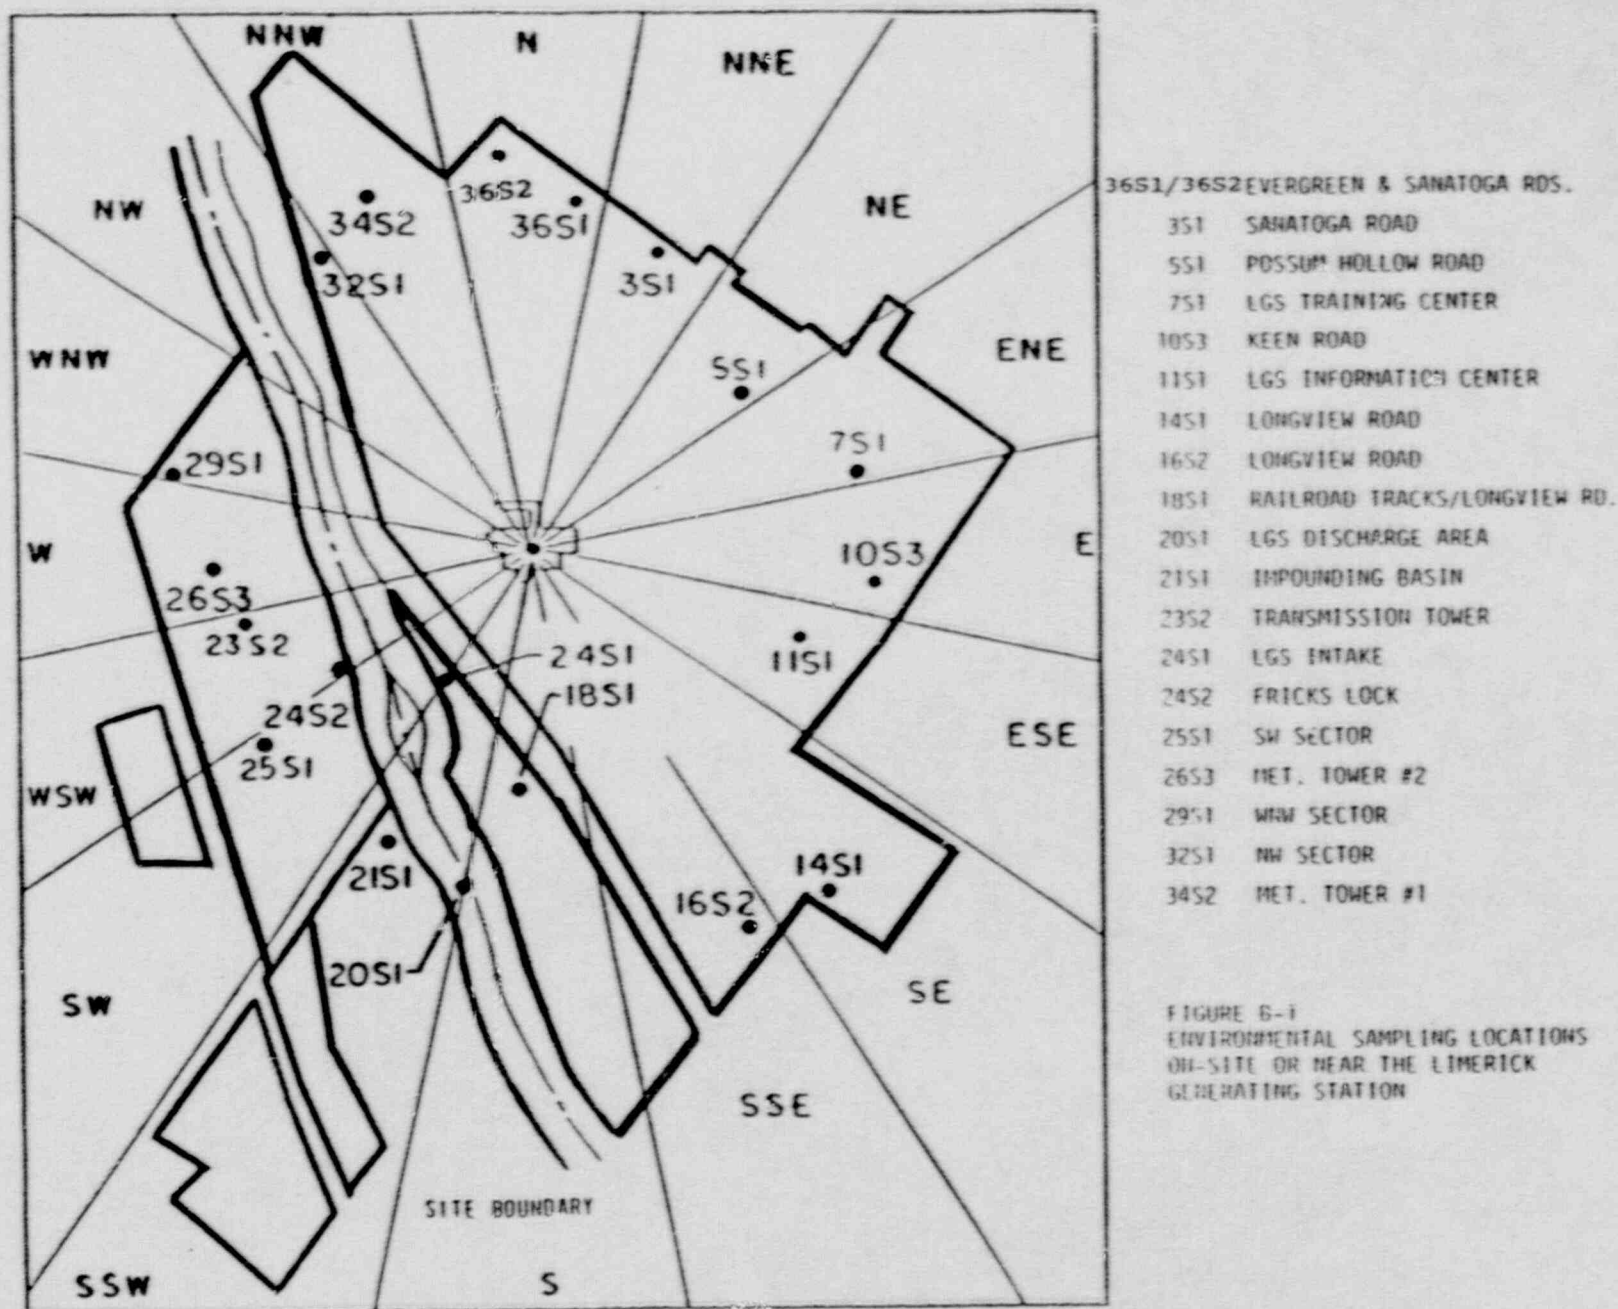 NNW
N
NNE
NW
NE
WNW
ENE
W
E
WSW
ESE
SW
SE
SSE
SSW
S
36S2
36S1
34S2
32S1
3S1
5S1
7S1
29S1
10S3
26S3
23S2
11S1
24S1
18S1
24S2
25S1
21S1
14S1
16S2
20S1
SITE BOUNDARY
36S1/36S2 EVERGREEN & SANATOGA RDS.
3S1 SANATOGA ROAD
5S1 POSSUM HOLLOW ROAD
7S1 LGS TRAINING CENTER
10S3 KEEN ROAD
11S1 LGS INFORMATION CENTER
14S1 LONGVIEW ROAD
16S2 LONGVIEW ROAD
18S1 RAILROAD TRACKS/LONGVIEW RD.
20S1 LGS DISCHARGE AREA
21S1 IMPOUNDING BASIN
23S2 TRANSMISSION TOWER
24S1 LGS INTAKE
24S2 FRICKS LOCK
25S1 SW SECTOR
26S3 MET. TOWER #2
29S1 WNW SECTOR
32S1 NW SECTOR
34S2 MET. TOWER #1
FIGURE B-1
ENVIRONMENTAL SAMPLING LOCATIONS
ON-SITE OR NEAR THE LIMERICK
GENERATING STATION